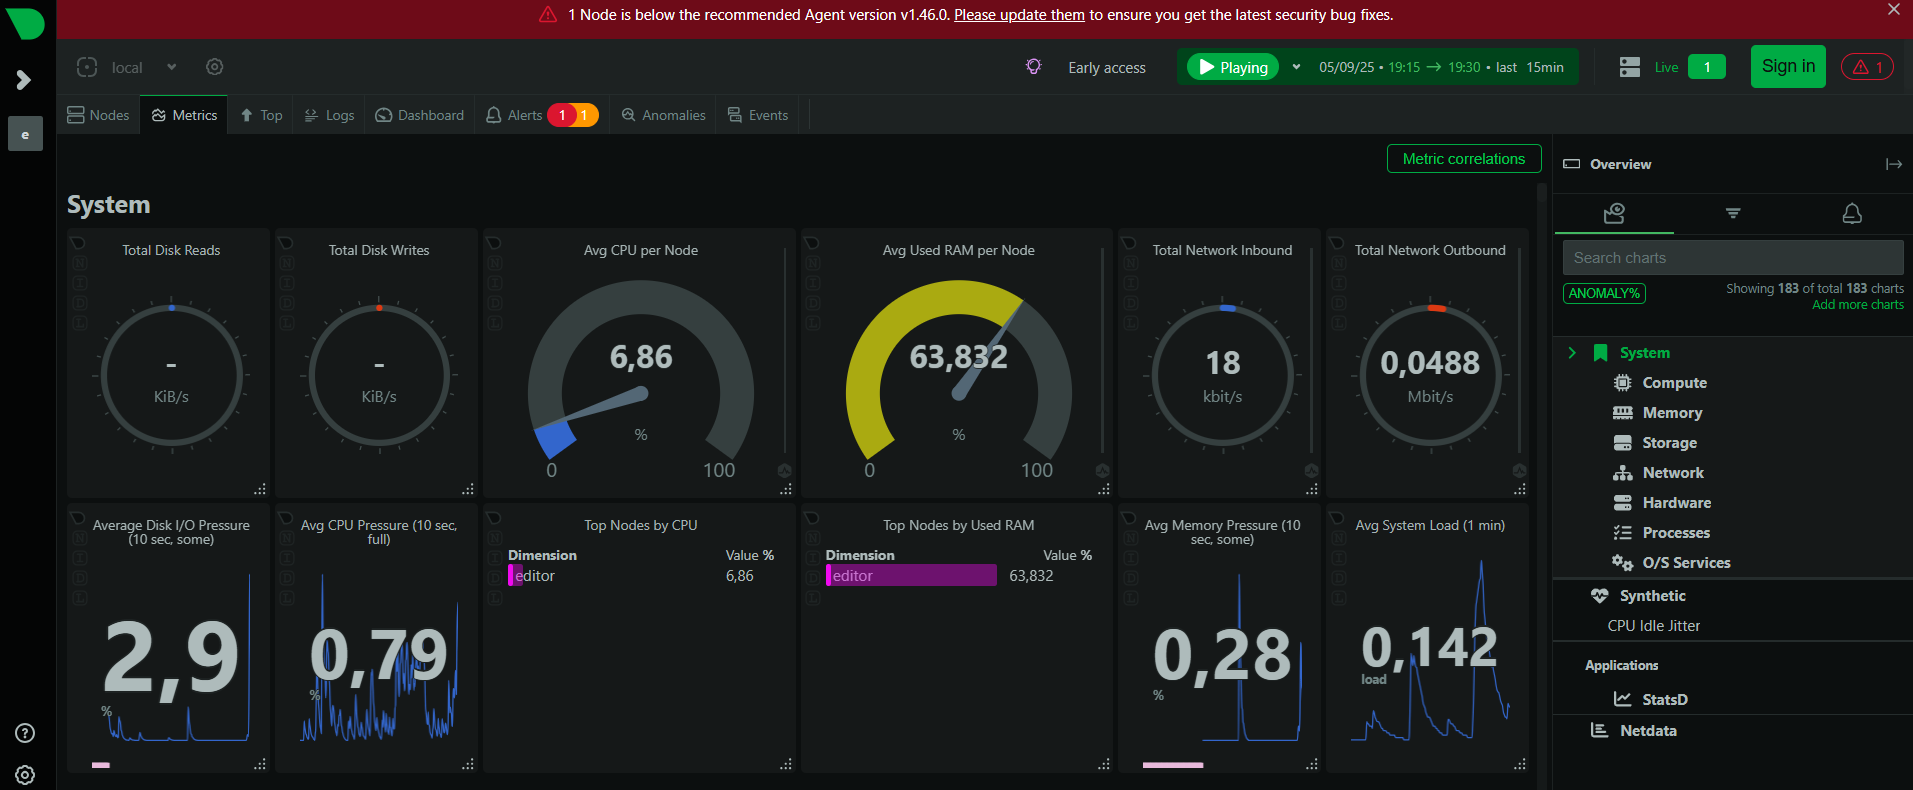 1 Node is below the recommended Agent version v1.46.0. Please update them to ensure you get the latest security bug fixes.
local
Early access
Playing
05/09/25 • 19:15 → 19:30 • last 15min
Live 1
Sign in
1
e
Nodes
Metrics
Top
Logs
Dashboard
Alerts 1 1
Anomalies
Events
Metric correlations
System
Total Disk Reads
N
I
D
L
-
KiB/s
Total Disk Writes
N
I
D
L
-
KiB/s
Avg CPU per Node
N
I
D
L
6,86
%
0 100
Avg Used RAM per Node
N
I
D
L
63,832
%
0 100
Total Network Inbound
N
I
D
L
18
kbit/s
Total Network Outbound
N
I
D
L
0,0488
Mbit/s
Average Disk I/O Pressure
(10 sec, some)
N
I
D
L
2,9
%
Avg CPU Pressure (10 sec,
full)
N
I
D
L
0,79
%
Top Nodes by CPU
N
I
D
L
Dimension Value %
editor 6,86
Top Nodes by Used RAM
N
I
D
L
Dimension Value %
editor 63,832
Avg Memory Pressure (10
sec, some)
N
I
D
L
0,28
%
Avg System Load (1 min)
N
I
D
L
0,142
load
Overview
Search charts
ANOMALY%
Showing 183 of total 183 charts
Add more charts
System
Compute
Memory
Storage
Network
Hardware
Processes
O/S Services
Synthetic
CPU Idle Jitter
Applications
StatsD
Netdata